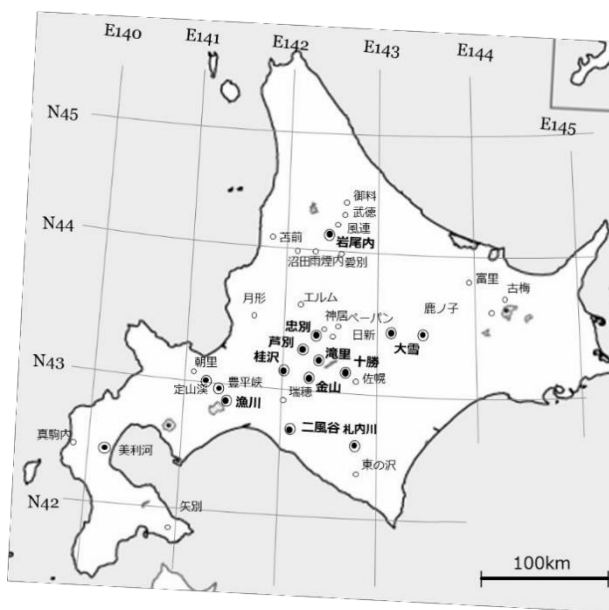 E140
E141
E142
E143
E144
E145
N45
N44
N43
N42
御料
武徳
風連
岩尾内
苫前
沼田
雨煙内
愛別
富里
古梅
月形
エルム
鹿ノ子
神居
ペーパン
忠別
日新
芦別
大雪
滝里
十勝
桂沢
朝里
金山
佐幌
定山渓
豊平峡
瑞穂
漁川
二風谷
札内川
真駒内
美利河
東の沢
矢別
100km